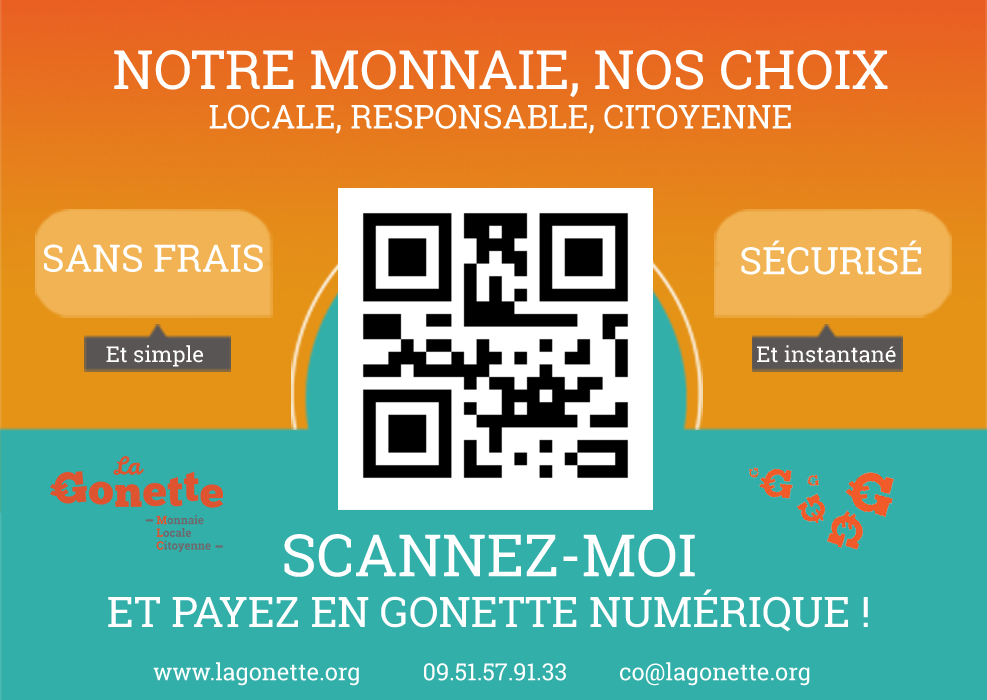 NOTRE MONNAIE, NOS CHOIX
LOCALE, RESPONSABLE, CITOYENNE
SANS FRAIS
Et simple
SÉCURISÉ
Et instantané
La
Gonette
— Monnaie
Locale
Citoyenne —
SCANNEZ-MOI
ET PAYEZ EN GONETTE NUMÉRIQUE !
www.lagonette.org 09.51.57.91.33 co@lagonette.org